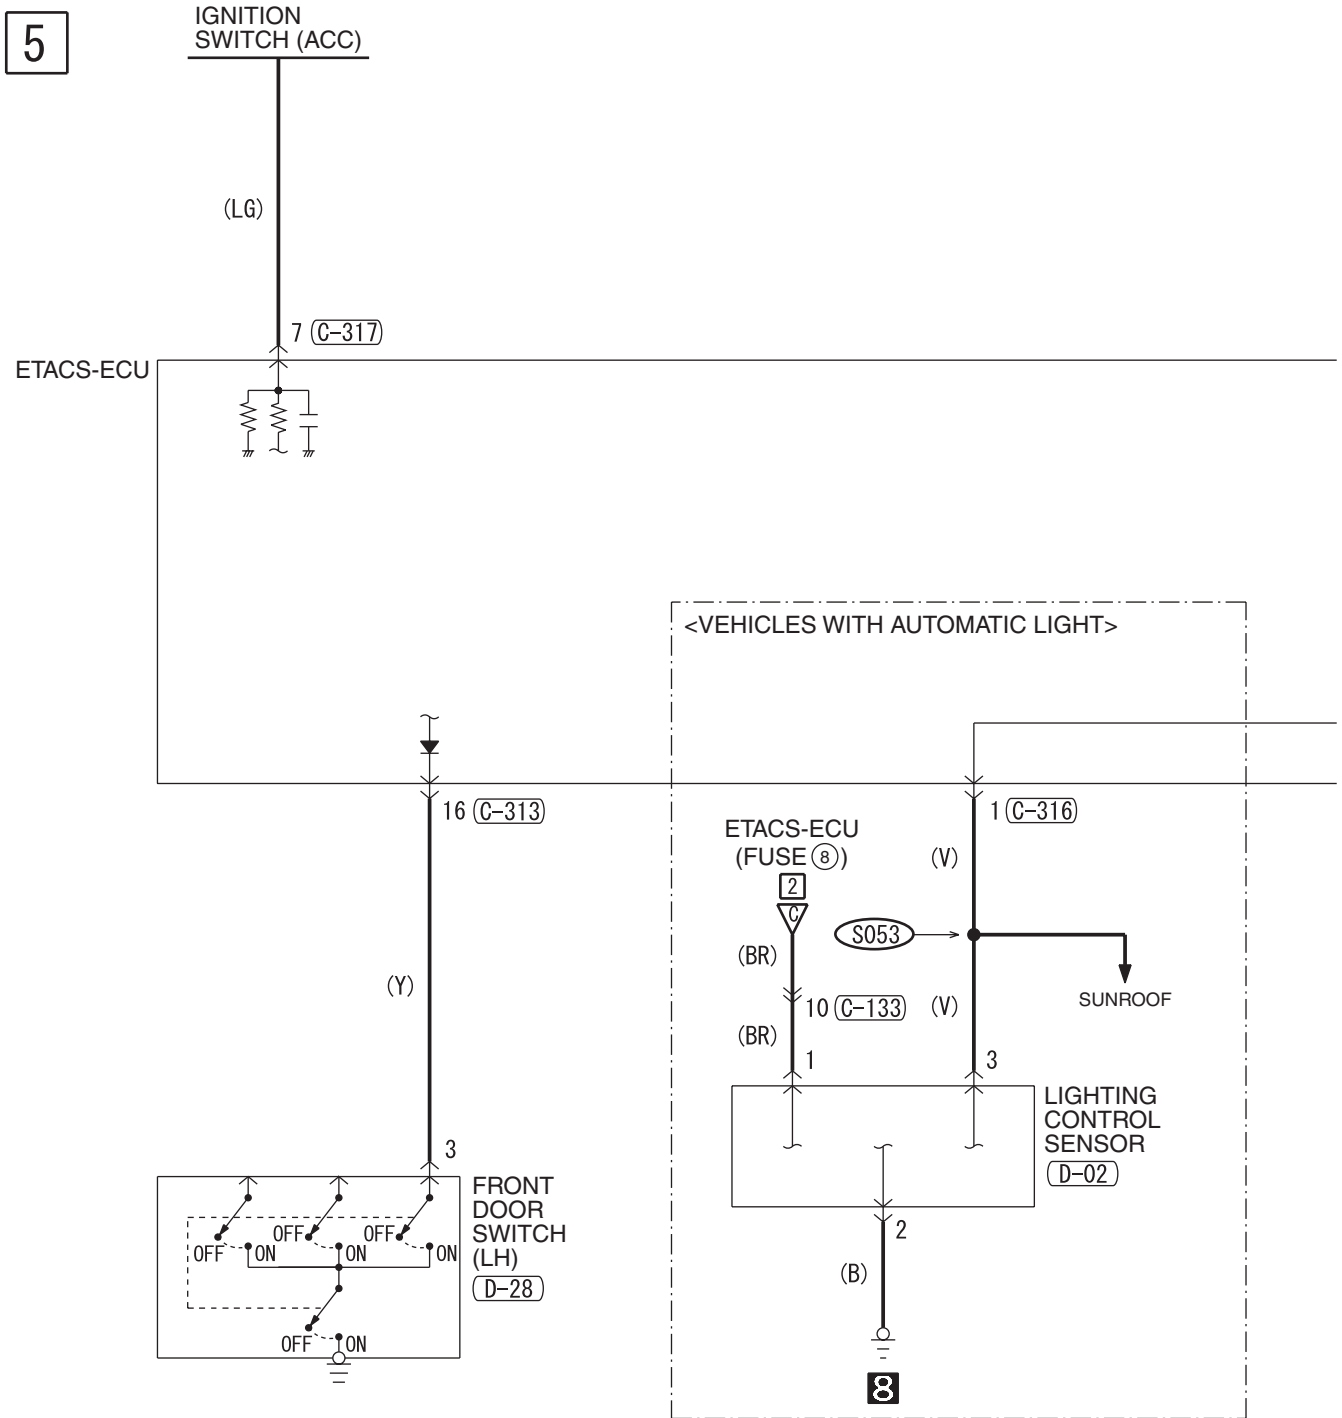 5
IGNITION
SWITCH (ACC)
(LG)
7 (C-317)
ETACS-ECU
<VEHICLES WITH AUTOMATIC LIGHT>
16 (C-313)
1 (C-316)
ETACS-ECU
(FUSE 8)
2
C
(V)
S053
(BR)
(Y)
SUNROOF
10 (C-133)
(V)
(BR)
1
3
LIGHTING
CONTROL
SENSOR
(D-02)
3
FRONT
DOOR
SWITCH
(LH)
(D-28)
OFF ON
OFF ON
OFF ON
OFF ON
2
(B)
8